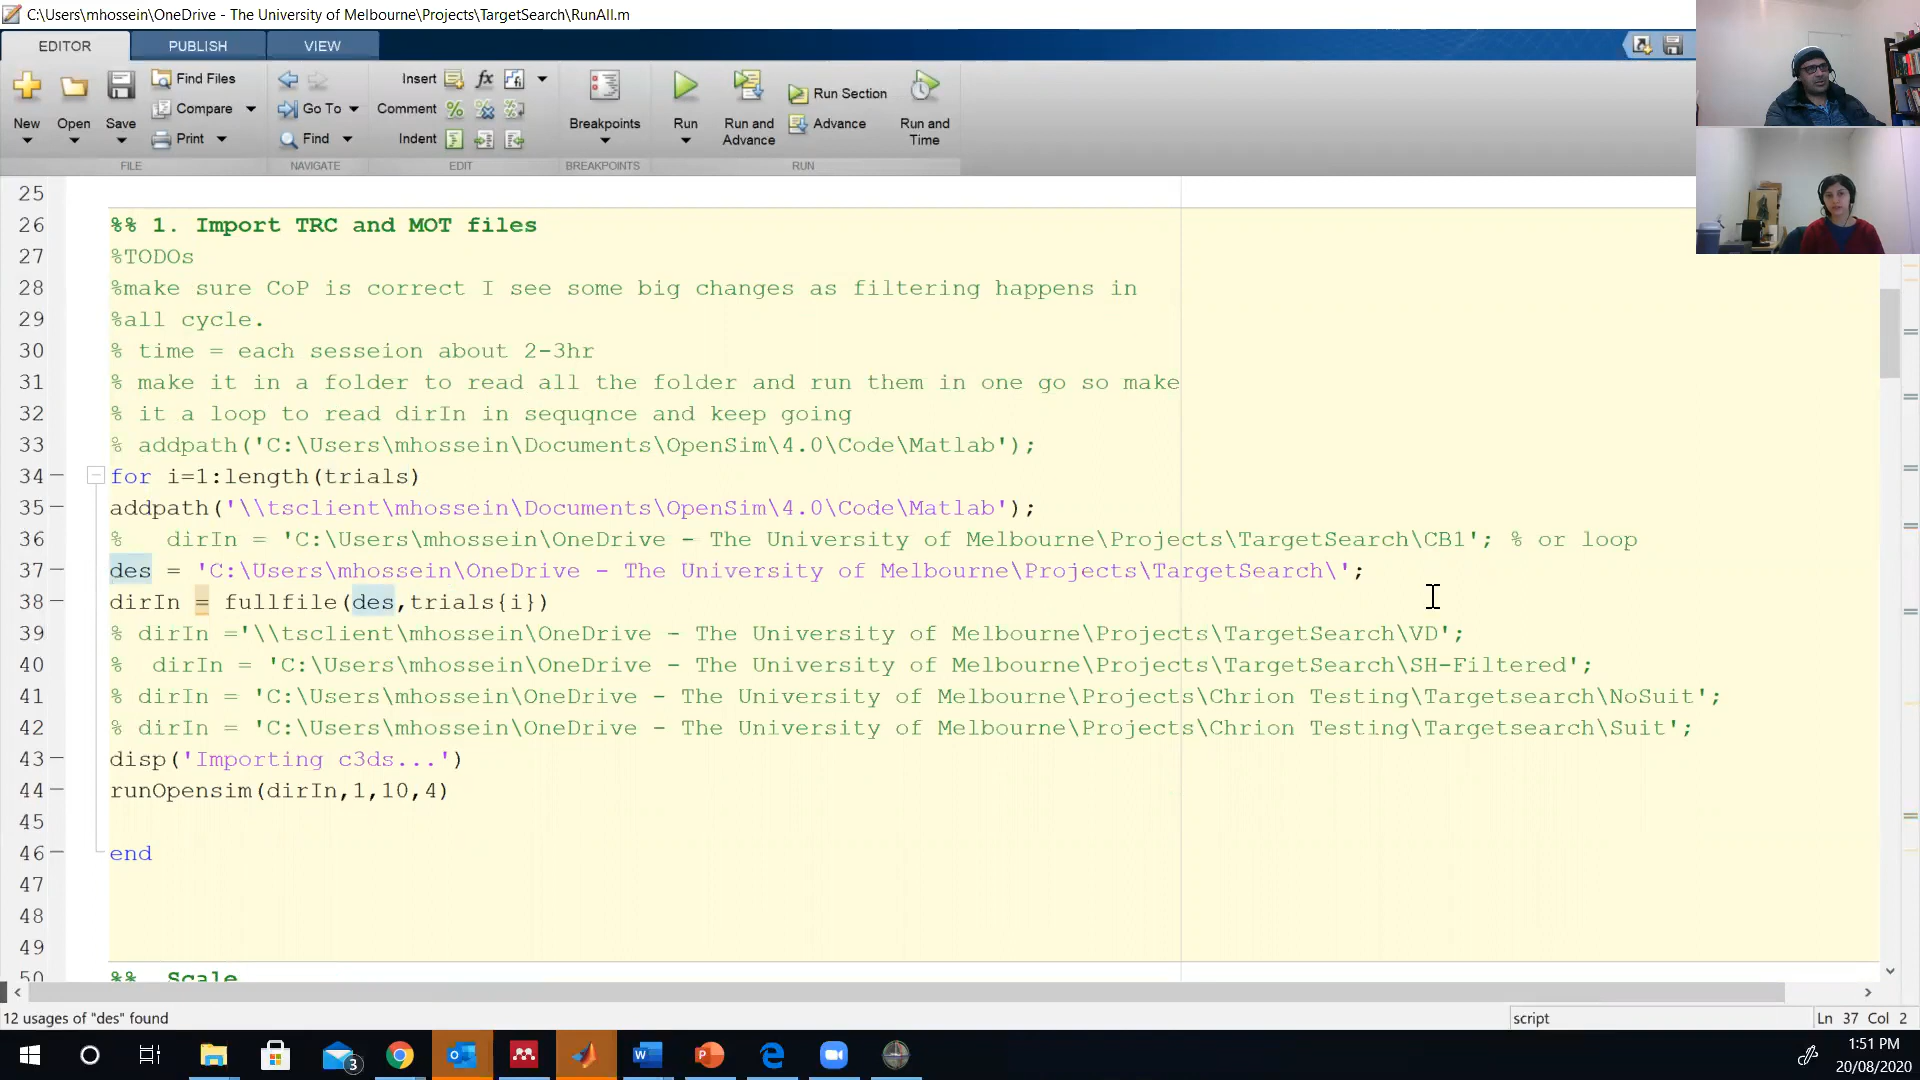 C:\Users\mhossein\OneDrive - The University of Melbourne\Projects\TargetSearch\RunAll.m
EDITOR PUBLISH VIEW
New
Open
Save
Find Files
Compare
Print
FILE
Go To
Find
NAVIGATE
Insert
Comment
Indent
EDIT
Breakpoints
BREAKPOINTS
Run
Run and
Advance
Run Section
Advance
Run and
Time
RUN
25
26 %% 1. Import TRC and MOT files
27 %TODOs
28 %make sure CoP is correct I see some big changes as filtering happens in
29 %all cycle.
30 % time = each sesseion about 2-3hr
31 % make it in a folder to read all the folder and run them in one go so make
32 % it a loop to read dirIn in sequqnce and keep going
33 % addpath('C:\Users\mhossein\Documents\OpenSim\4.0\Code\Matlab');
34 for i=1:length(trials)
35 addpath('\\tsclient\mhossein\Documents\OpenSim\4.0\Code\Matlab');
36 %   dirIn = 'C:\Users\mhossein\OneDrive - The University of Melbourne\Projects\TargetSearch\CB1'; % or loop
37 des = 'C:\Users\mhossein\OneDrive - The University of Melbourne\Projects\TargetSearch\';
38 dirIn = fullfile(des,trials{i})
39 % dirIn ='\\tsclient\mhossein\OneDrive - The University of Melbourne\Projects\TargetSearch\VD';
40 %  dirIn = 'C:\Users\mhossein\OneDrive - The University of Melbourne\Projects\TargetSearch\SH-Filtered';
41 % dirIn = 'C:\Users\mhossein\OneDrive - The University of Melbourne\Projects\Chrion Testing\Targetsearch\NoSuit';
42 % dirIn = 'C:\Users\mhossein\OneDrive - The University of Melbourne\Projects\Chrion Testing\Targetsearch\Suit';
43 disp('Importing c3ds...')
44 runOpensim(dirIn,1,10,4)
45
46 end
47
48
49
50 %%  Scale
12 usages of "des" found
script
Ln 37 Col 2
3
1:51 PM
20/08/2020